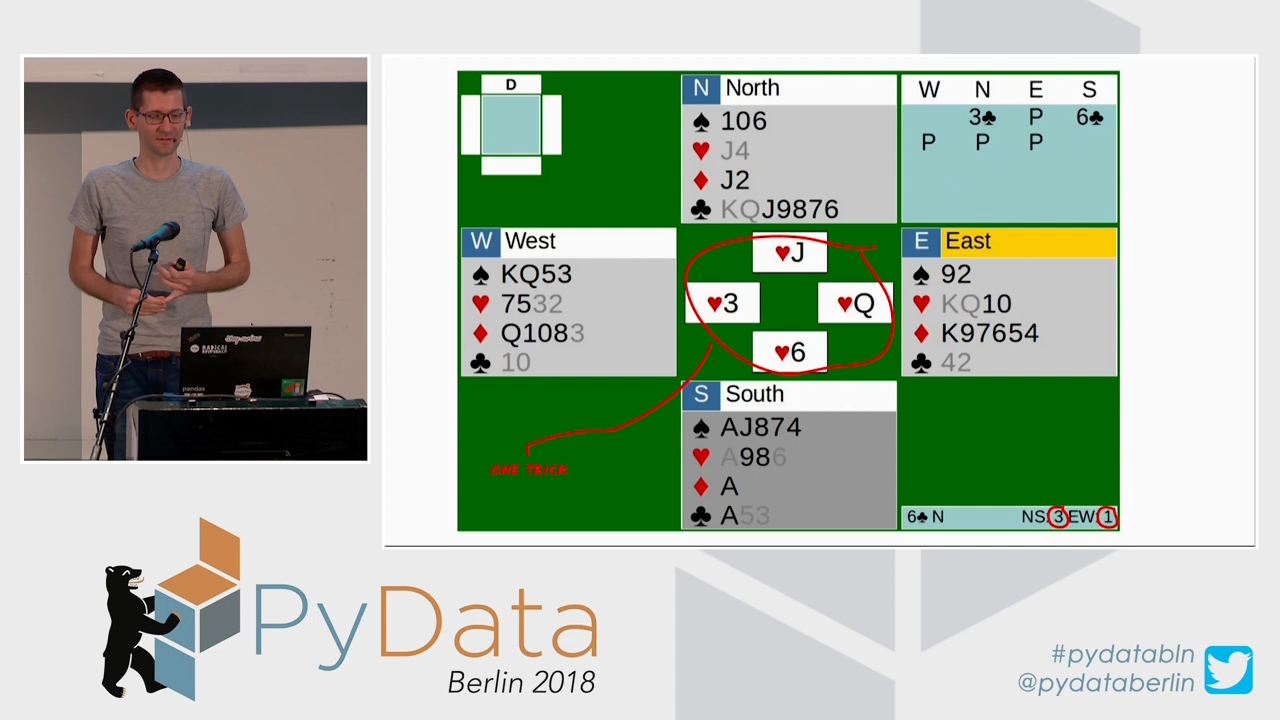 D
N North
♠ 106
♥ J4
♦ J2
♣ KQJ9876
W N E S
3♣ P 6♣
P P P
W West
♠ KQ53
♥ 7532
♦ Q1083
♣ 10
♥J
♥3
♥Q
♥6
E East
♠ 92
♥ KQ10
♦ K97654
♣ 42
S South
♠ AJ874
♥ A986
♦ A
♣ A53
ONE TRICK
6♣ N NS: 3 EW: 1
pandas
PyData
Berlin 2018
#pydatabln
@pydataberlin